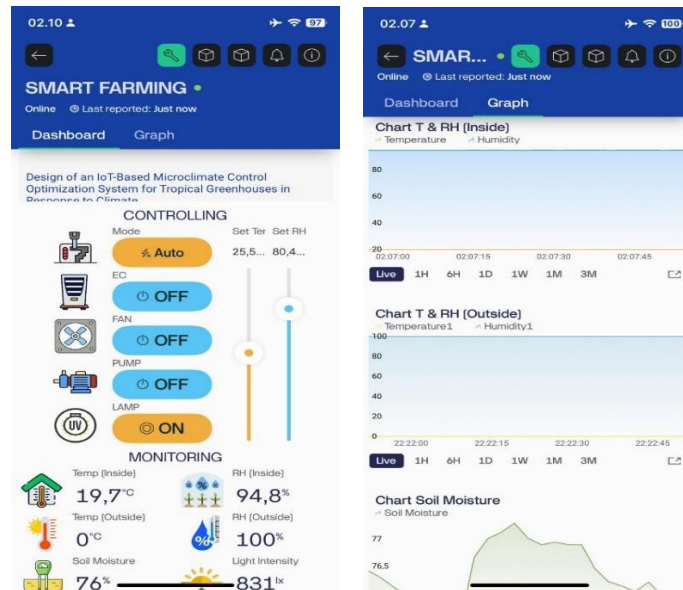 02.10
97
SMART FARMING
Online Last reported: Just now
Dashboard Graph
Design of an IoT-Based Microclimate Control
Optimization System for Tropical Greenhouses in
Response to Climate
CONTROLLING
Mode Set Ter Set RH
Auto 25,5... 80,4...
EC
OFF
FAN
OFF
PUMP
OFF
LAMP
UV
ON
MONITORING
Temp (Inside) RH (Inside)
19,7°C 94,8%
Temp (Outside) RH (Outside)
0°C 100%
Soil Moisture Light Intensity
76% 831lx
02.07
100
SMAR...
Online Last reported: Just now
Dashboard Graph
Chart T & RH (Inside)
Temperature Humidity
80
60
40
20
02:07:00 02:07:15 02:07:30 02:07:45
Live 1H 6H 1D 1W 1M 3M
Chart T & RH (Outside)
Temperature1 Humidity1
100
80
60
40
20
0
22:22:00 22:22:15 22:22:30 22:22:45
Live 1H 6H 1D 1W 1M 3M
Chart Soil Moisture
Soil Moisture
77
76.5